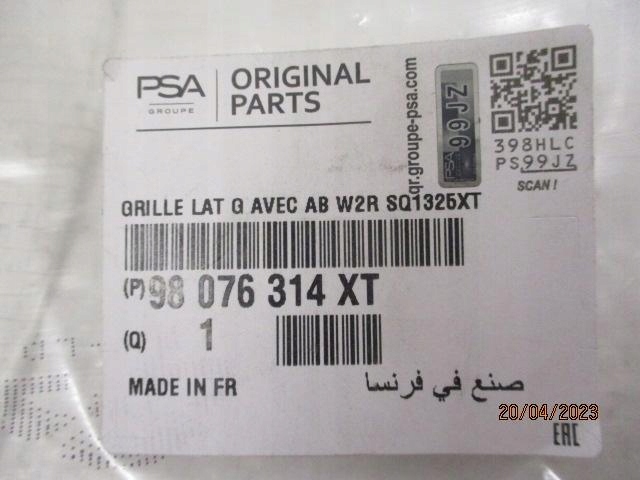 PSA
GROUPE
ORIGINAL
PARTS
qr.groupe-psa.com
PSA 99JZ
398HLC
PS99JZ
SCAN!
GRILLE LAT G AVEC AB W2R SQ1325XT
(P) 98 076 314 XT
(Q) 1
MADE IN FR
صنع في فرنسا
20/04/2023
EAC